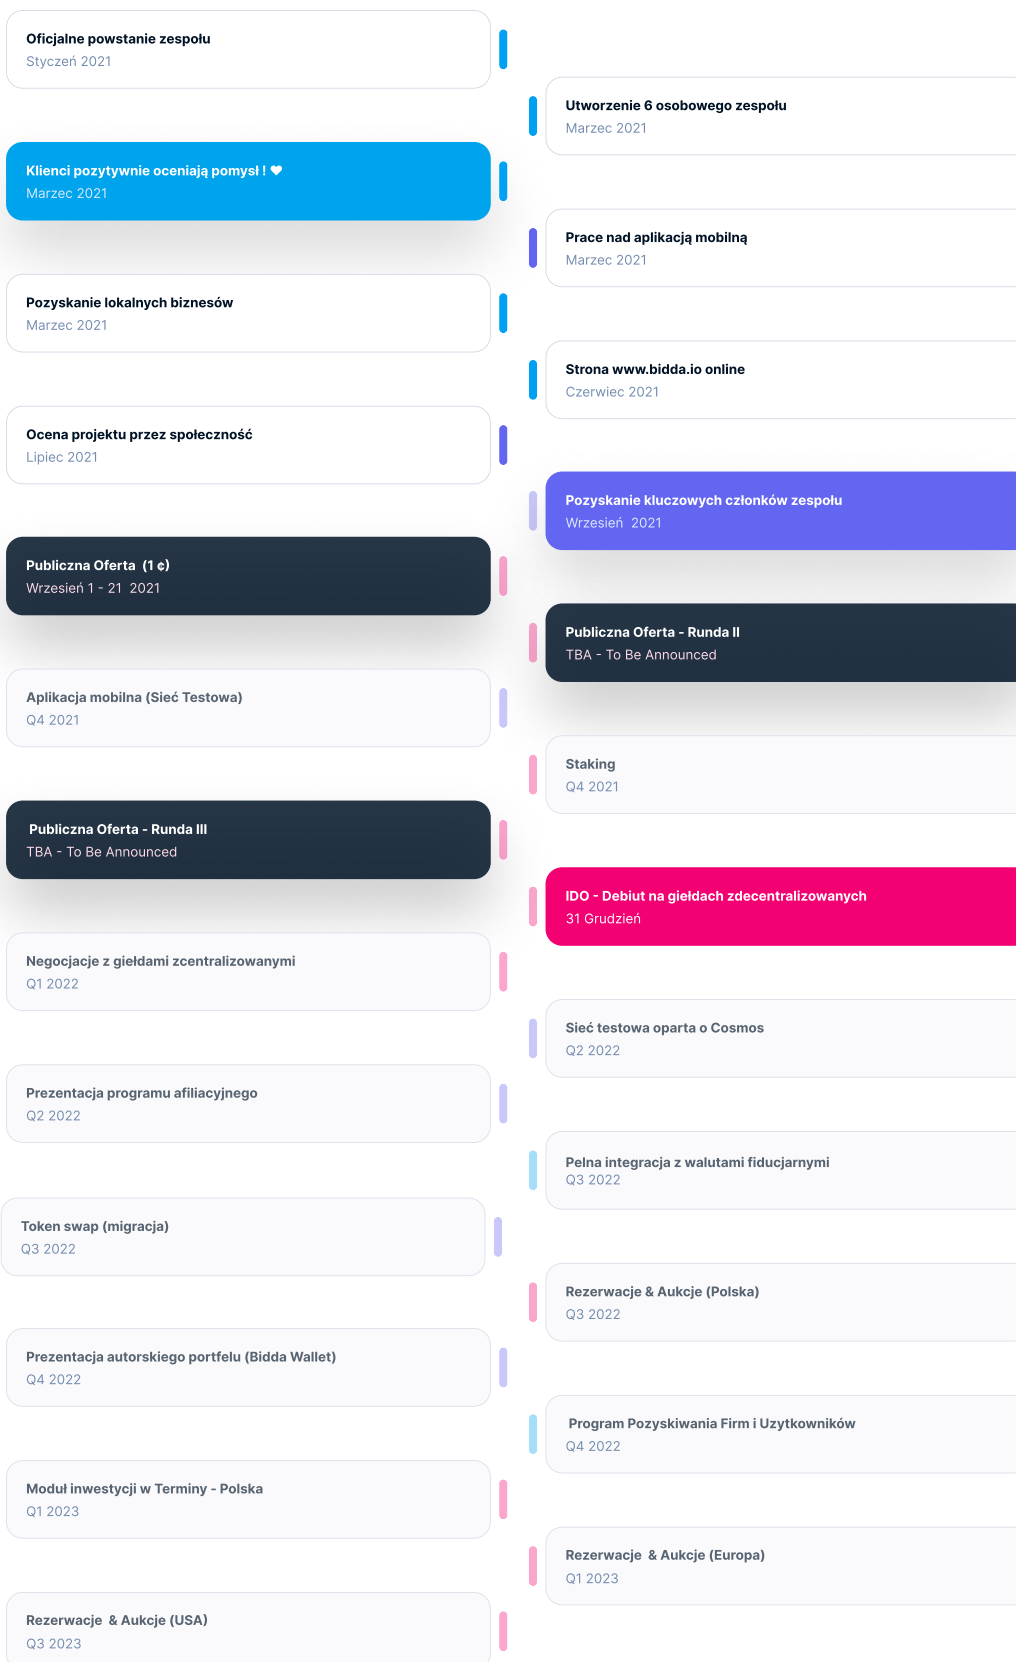 Oficjalne powstanie zespołu
Styczeń 2021
Utworzenie 6 osobowego zespołu
Marzec 2021
Klienci pozytywnie oceniają pomysł ! ♥
Marzec 2021
Prace nad aplikacją mobilną
Marzec 2021
Pozyskanie lokalnych biznesów
Marzec 2021
Strona www.bidda.io online
Czerwiec 2021
Ocena projektu przez społeczność
Lipiec 2021
Pozyskanie kluczowych członków zespołu
Wrzesień 2021
Publiczna Oferta (1 ¢)
Wrzesień 1 - 21 2021
Publiczna Oferta - Runda II
TBA - To Be Announced
Aplikacja mobilna (Sieć Testowa)
Q4 2021
Staking
Q4 2021
Publiczna Oferta - Runda III
TBA - To Be Announced
IDO - Debiut na giełdach zdecentralizowanych
31 Grudzień
Negocjacje z giełdami zcentralizowanymi
Q1 2022
Sieć testowa oparta o Cosmos
Q2 2022
Prezentacja programu afiliacyjnego
Q2 2022
Pelna integracja z walutami fiducjarnymi
Q3 2022
Token swap (migracja)
Q3 2022
Rezerwacje & Aukcje (Polska)
Q3 2022
Prezentacja autorskiego portfelu (Bidda Wallet)
Q4 2022
Program Pozyskiwania Firm i Uzytkowników
Q4 2022
Moduł inwestycji w Terminy - Polska
Q1 2023
Rezerwacje & Aukcje (Europa)
Q1 2023
Rezerwacje & Aukcje (USA)
Q3 2023